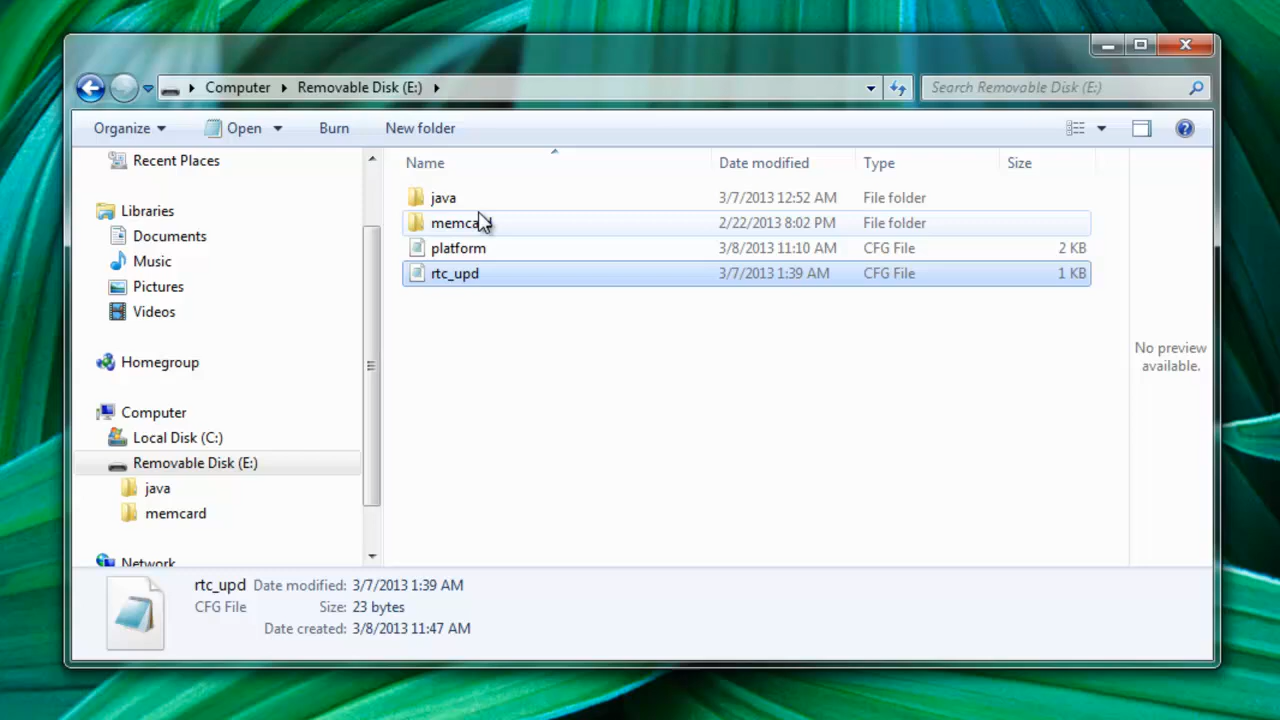 Computer Removable Disk (E:) Search Removable Disk (E:)
Organize Open Burn New folder
Recent Places
Libraries
Documents
Music
Pictures
Videos
Homegroup
Computer
Local Disk (C:)
Removable Disk (E:)
java
memcard
Network
Name Date modified Type Size
java 3/7/2013 12:52 AM File folder
memcard 2/22/2013 8:02 PM File folder
platform 3/8/2013 11:10 AM CFG File 2 KB
rtc_upd 3/7/2013 1:39 AM CFG File 1 KB
No preview
available.
rtc_upd Date modified: 3/7/2013 1:39 AM
CFG File Size: 23 bytes
Date created: 3/8/2013 11:47 AM